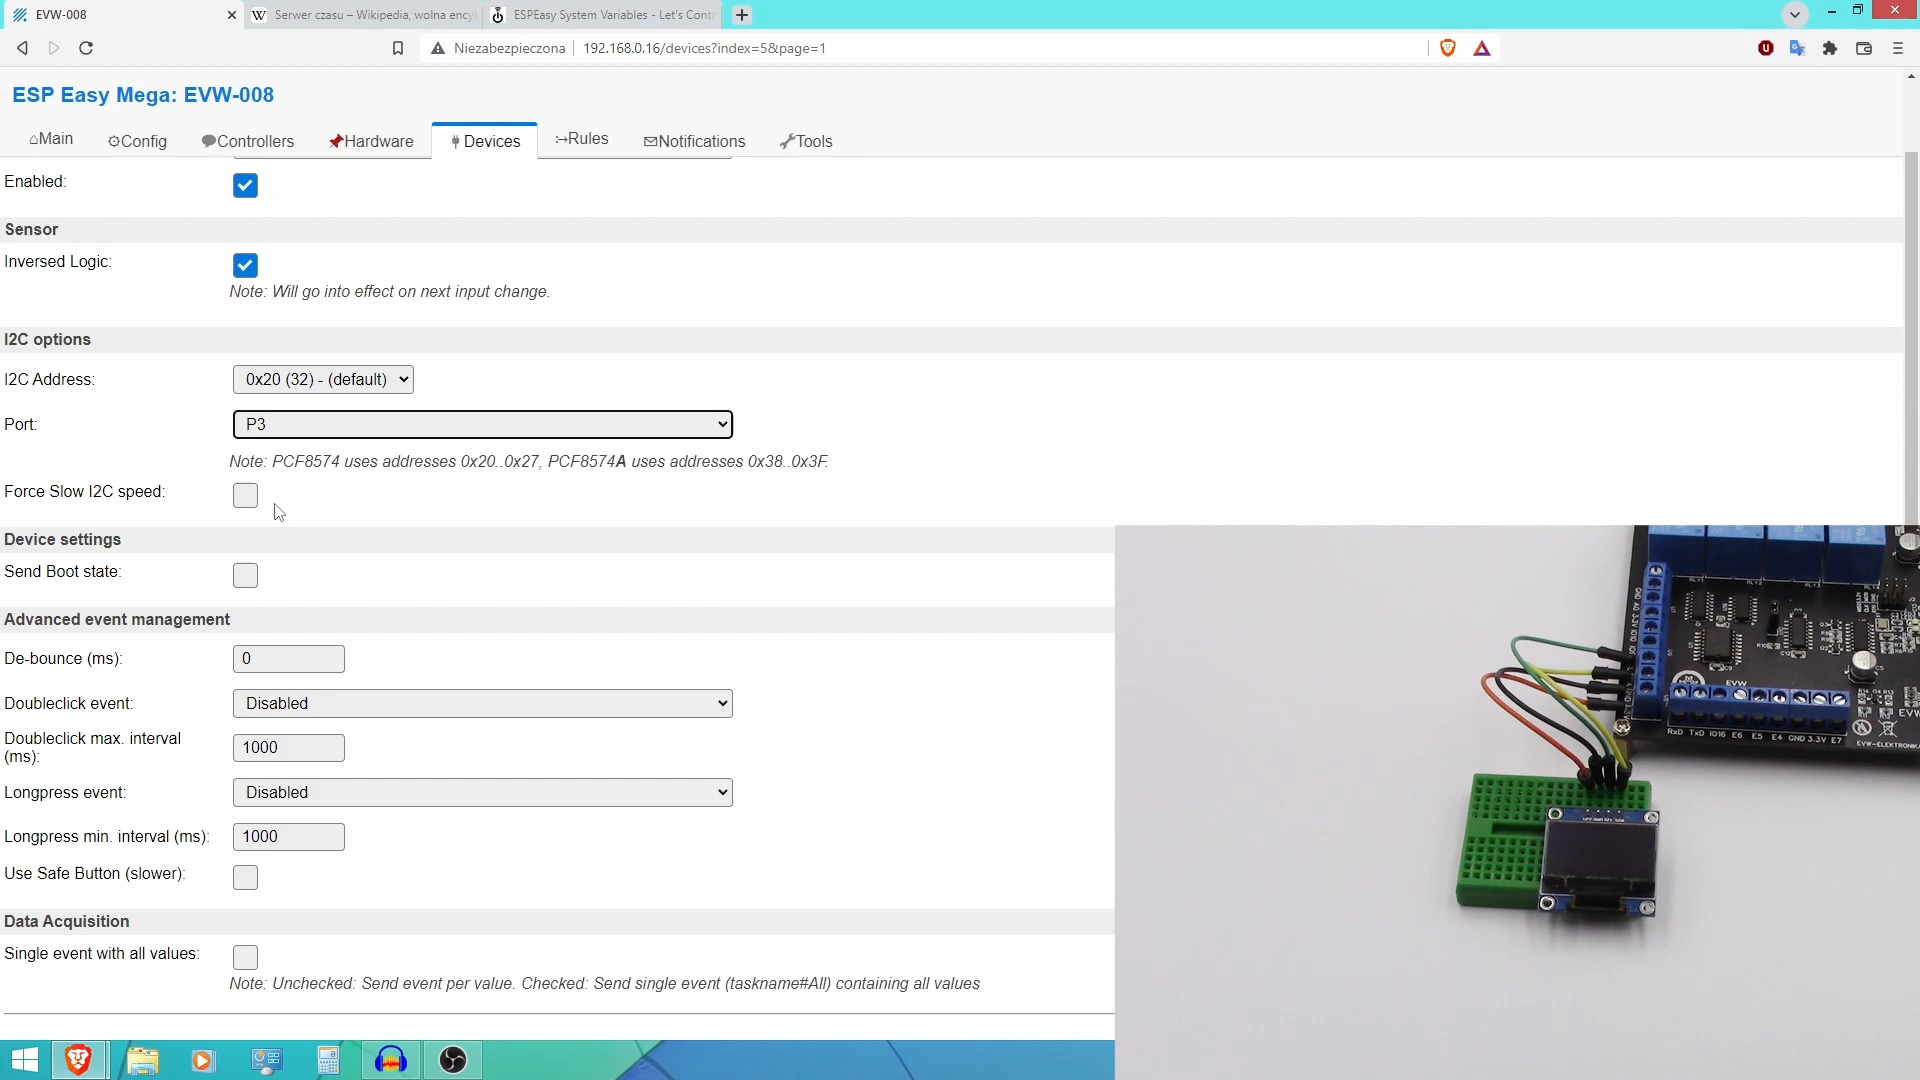 EVW-008
Serwer czasu – Wikipedia, wolna ency
ESPEasy System Variables - Let's Cont
Niezabezpieczona
192.168.0.16/devices?index=5&page=1
ESP Easy Mega: EVW-008
Main
Config
Controllers
Hardware
Devices
Rules
Notifications
Tools
Enabled:
Sensor
Inversed Logic:
Note: Will go into effect on next input change.
I2C options
I2C Address:
0x20 (32) - (default)
Port:
P3
Note: PCF8574 uses addresses 0x20..0x27, PCF8574A uses addresses 0x38..0x3F.
Force Slow I2C speed:
Device settings
Send Boot state:
Advanced event management
De-bounce (ms):
0
Doubleclick event:
Disabled
Doubleclick max. interval
(ms):
1000
Longpress event:
Disabled
Longpress min. interval (ms):
1000
Use Safe Button (slower):
Data Acquisition
Single event with all values:
Note: Unchecked: Send event per value. Checked: Send single event (taskname#All) containing all values
RLY1
RLY2
RLY3
EVW
RxD TxD IO16 E6 E5 E4 GND 3.3V E7